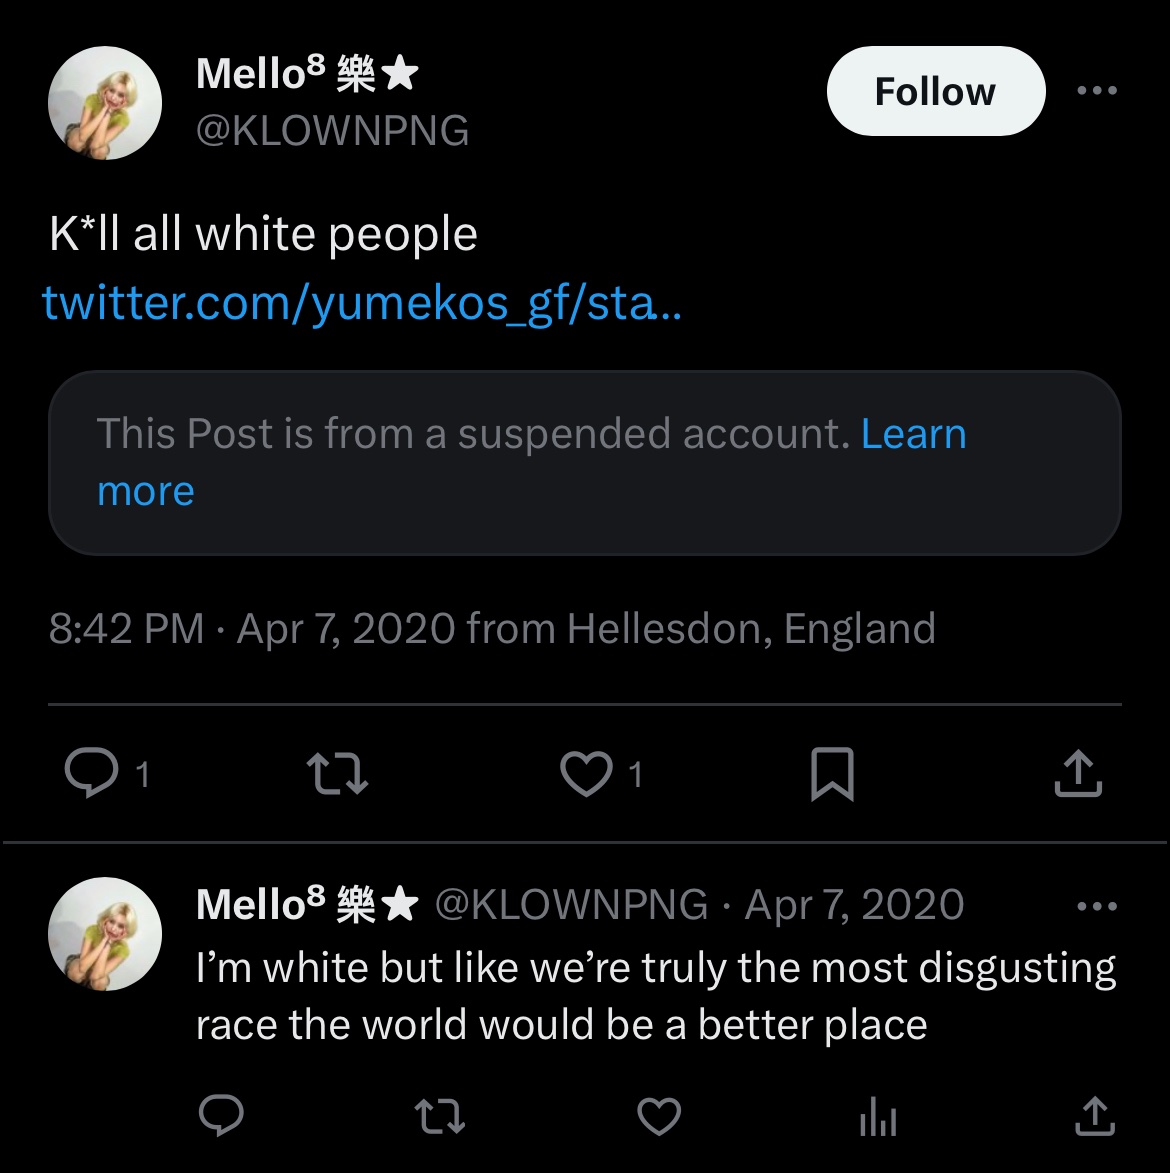 Mello⁸ 樂★
@KLOWNPNG
Follow
K*ll all white people
twitter.com/yumekos_gf/sta...
This Post is from a suspended account. Learn
more
8:42 PM · Apr 7, 2020 from Hellesdon, England
1
1
Mello⁸ 樂★ @KLOWNPNG · Apr 7, 2020
I'm white but like we're truly the most disgusting
race the world would be a better place